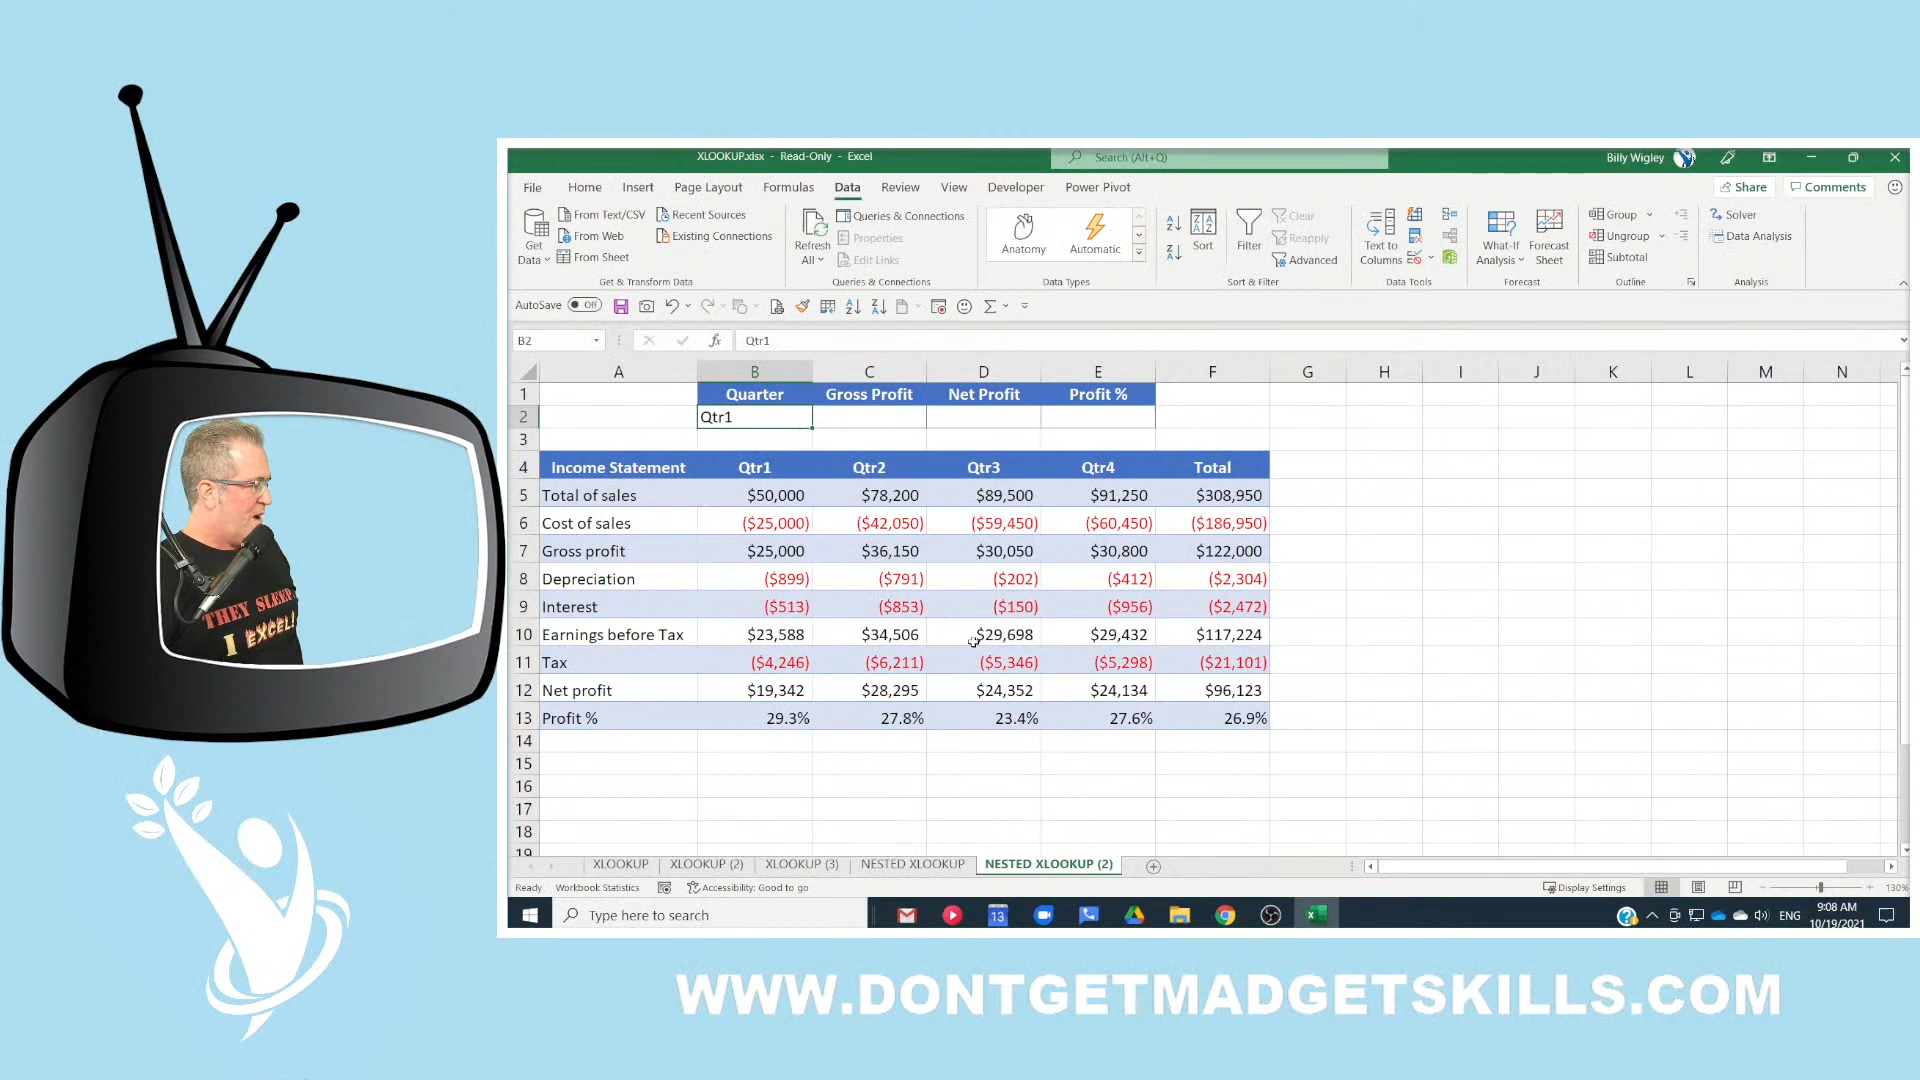 XLOOKUP.xlsx - Read-Only - Excel
Search (Alt+Q)
Billy Wigley
File Home Insert Page Layout Formulas Data Review View Developer Power Pivot
Share Comments
Get Data
From Text/CSV
From Web
From Sheet
Recent Sources
Existing Connections
Get & Transform Data
Refresh All
Queries & Connections
Properties
Edit Links
Queries & Connections
Anatomy
Automatic
Data Types
Sort
Filter
Clear
Reapply
Advanced
Sort & Filter
Text to Columns
Data Tools
What-If Analysis
Forecast Sheet
Forecast
Group
Ungroup
Subtotal
Outline
Solver
Data Analysis
Analysis
AutoSave Off
B2
fx
Qtr1
A B C D E F G H I J K L M N
1 Quarter Gross Profit Net Profit Profit %
2 Qtr1
3
4 Income Statement Qtr1 Qtr2 Qtr3 Qtr4 Total
5 Total of sales $50,000 $78,200 $89,500 $91,250 $308,950
6 Cost of sales ($25,000) ($42,050) ($59,450) ($60,450) ($186,950)
7 Gross profit $25,000 $36,150 $30,050 $30,800 $122,000
8 Depreciation ($899) ($791) ($202) ($412) ($2,304)
9 Interest ($513) ($853) ($150) ($956) ($2,472)
10 Earnings before Tax $23,588 $34,506 $29,698 $29,432 $117,224
11 Tax ($4,246) ($6,211) ($5,346) ($5,298) ($21,101)
12 Net profit $19,342 $28,295 $24,352 $24,134 $96,123
13 Profit % 29.3% 27.8% 23.4% 27.6% 26.9%
14
15
16
17
18
19
XLOOKUP XLOOKUP (2) XLOOKUP (3) NESTED XLOOKUP NESTED XLOOKUP (2)
Ready Workbook Statistics Accessibility: Good to go
Display Settings
130%
Type here to search
13
ENG
9:08 AM
10/19/2021
THEY SLEEP
I EXCEL!
WWW.DONTGETMADGETSKILLS.COM